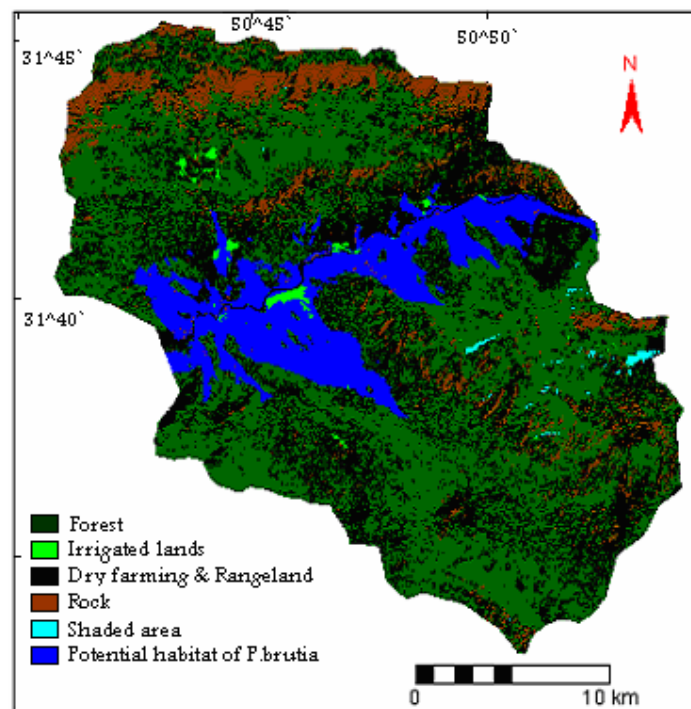 50^45` 50^50`
31^45`
N
31^40`
Forest
Irrigated lands
Dry farming & Rangeland
Rock
Shaded area
Potential habitat of P.brutia
0 10 km